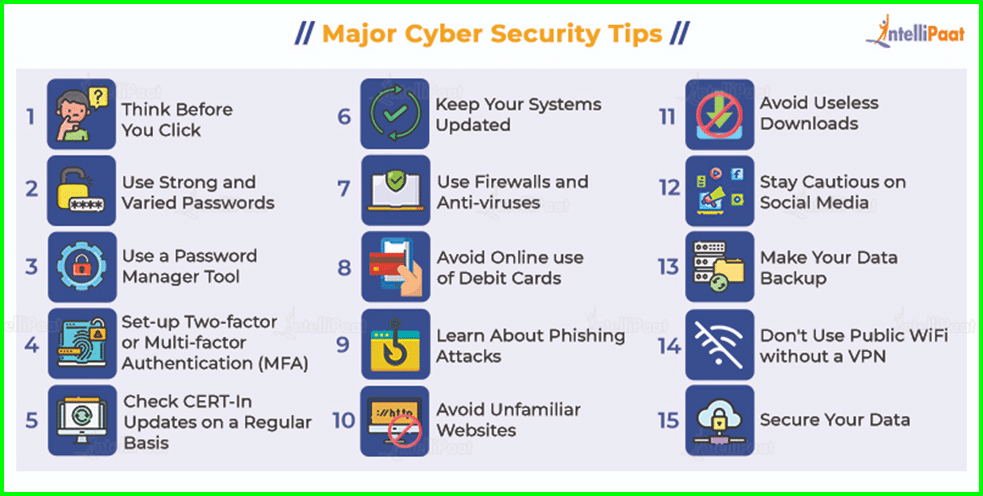 // Major Cyber Security Tips //
INTELLIPAAT
1
?
Think Before
You Click
2
****
Use Strong and
Varied Passwords
3
Use a Password
Manager Tool
4
Set-up Two-factor
or Multi-factor
Authentication (MFA)
5
Check CERT-In
Updates on a Regular
Basis
6
Keep Your Systems
Updated
7
Use Firewalls and
Anti-viruses
8
Avoid Online use
of Debit Cards
9
Learn About Phishing
Attacks
10
://http
Avoid Unfamiliar
Websites
11
Avoid Useless
Downloads
12
Stay Cautious on
Social Media
13
Make Your Data
Backup
14
Don't Use Public WiFi
without a VPN
15
Secure Your Data